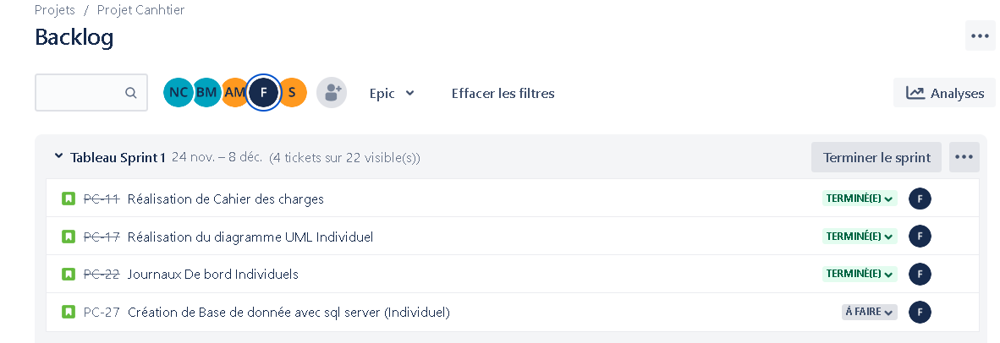 Projets / Projet Canhtier
Backlog
NC BM AM F S Epic Effacer les filtres Analyses
Tableau Sprint 1 24 nov. – 8 déc. (4 tickets sur 22 visible(s)) Terminer le sprint
PC-11 Réalisation de Cahier des charges TERMINÉ(E) F
PC-17 Réalisation du diagramme UML Individuel TERMINÉ(E) F
PC-22 Journaux De bord Individuels TERMINÉ(E) F
PC-27 Création de Base de donnée avec sql server (Individuel) À FAIRE F